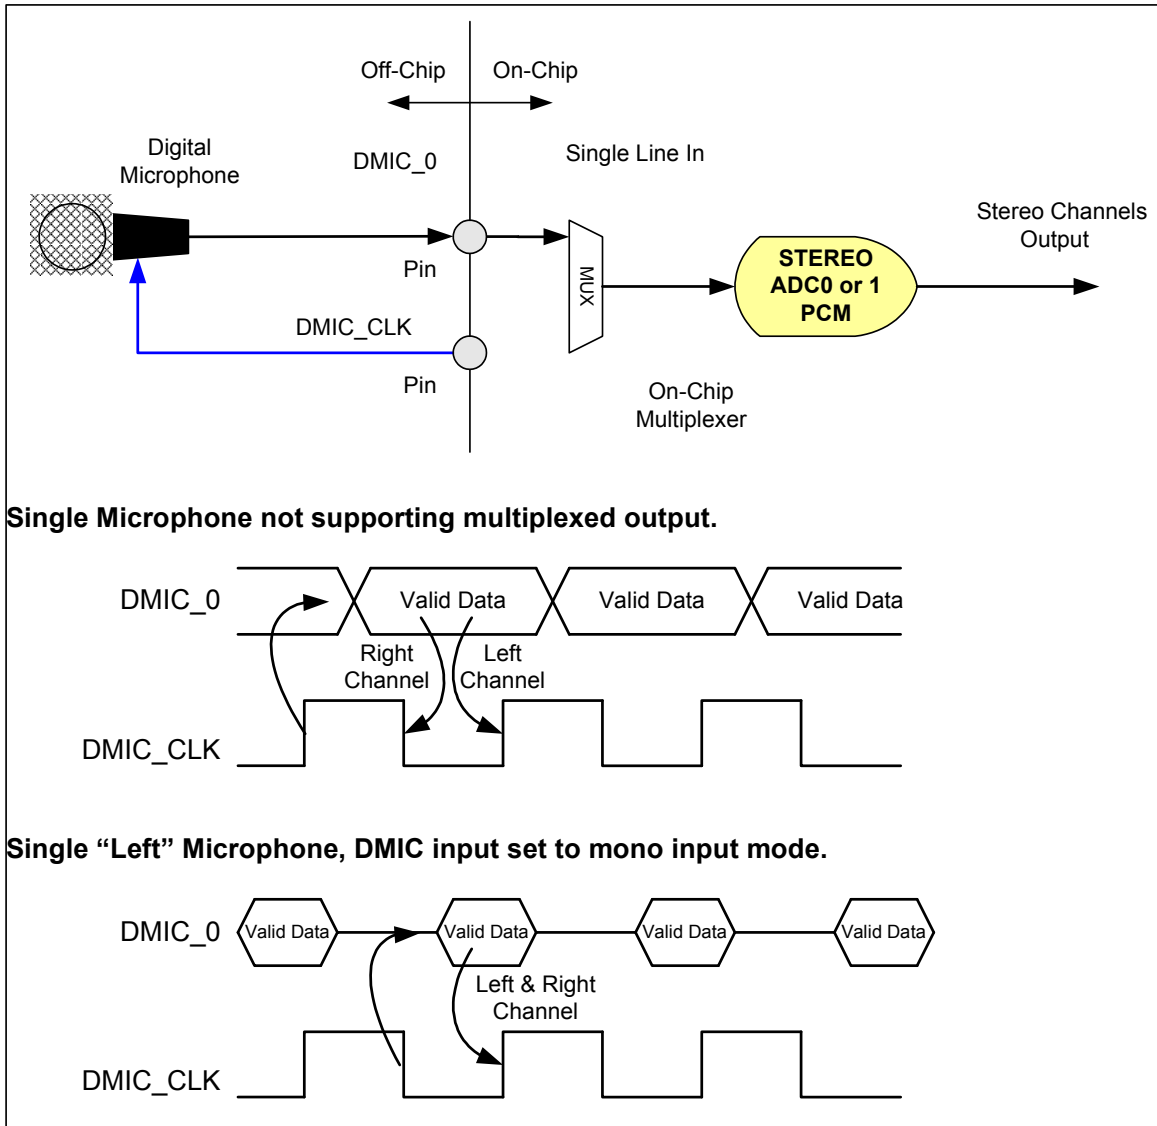 Off-Chip
On-Chip
Digital
Microphone
DMIC_0
Single Line In
Stereo Channels
Output
Pin
MUX
STEREO
ADC0 or 1
PCM
DMIC_CLK
Pin
On-Chip
Multiplexer
Single Microphone not supporting multiplexed output.
DMIC_0
Valid Data
Valid Data
Valid Data
Right
Channel
Left
Channel
DMIC_CLK
Single “Left” Microphone, DMIC input set to mono input mode.
DMIC_0
Valid Data
Valid Data
Valid Data
Valid Data
Left & Right
Channel
DMIC_CLK